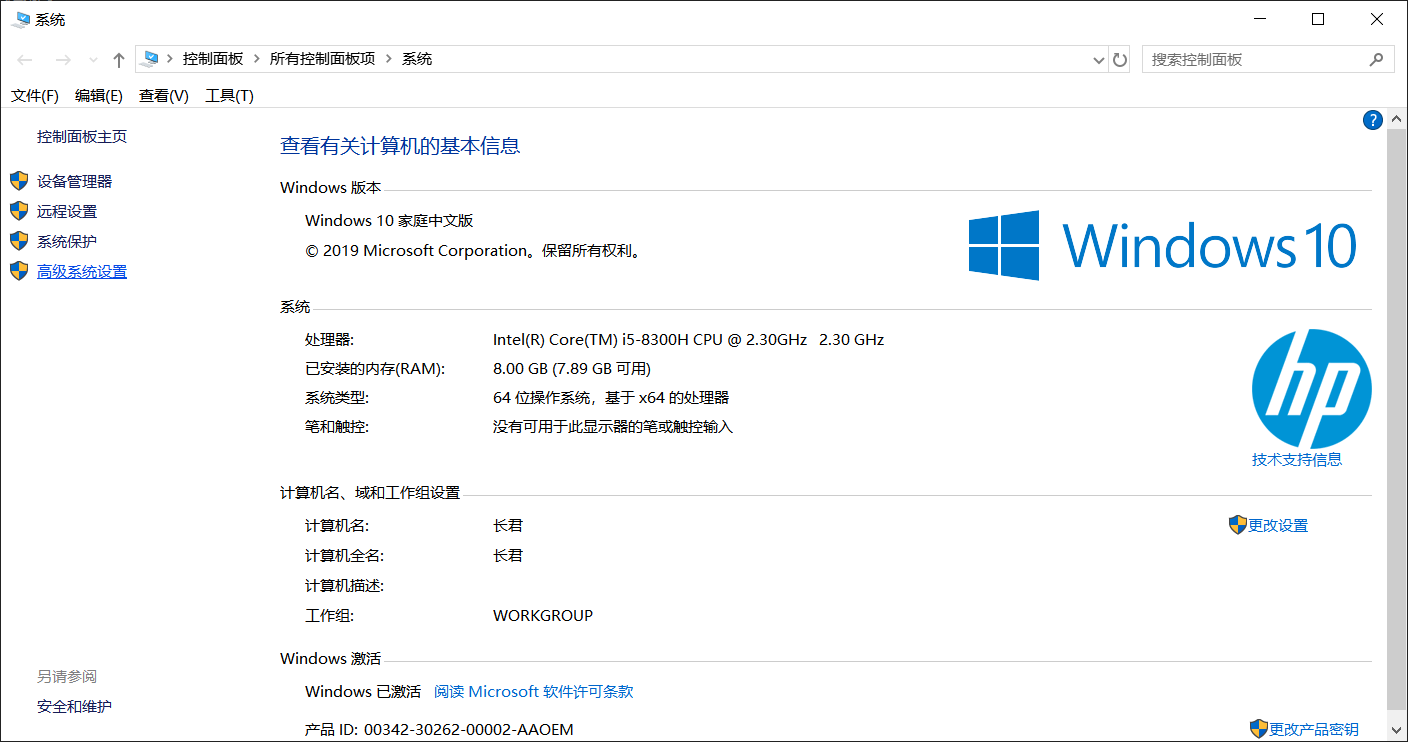 系统
控制面板 > 所有控制面板项 > 系统
搜索控制面板
文件(F) 编辑(E) 查看(V) 工具(T)
控制面板主页
设备管理器
远程设置
系统保护
高级系统设置
另请参阅
安全和维护
?
查看有关计算机的基本信息
Windows 版本
Windows 10 家庭中文版
© 2019 Microsoft Corporation。保留所有权利。
Windows 10
系统
处理器: Intel(R) Core(TM) i5-8300H CPU @ 2.30GHz 2.30 GHz
已安装的内存(RAM): 8.00 GB (7.89 GB 可用)
系统类型: 64 位操作系统，基于 x64 的处理器
笔和触控: 没有可用于此显示器的笔或触控输入
hp
技术支持信息
计算机名、域和工作组设置
计算机名: 长君
更改设置
计算机全名: 长君
计算机描述:
工作组: WORKGROUP
Windows 激活
Windows 已激活 阅读 Microsoft 软件许可条款
产品 ID: 00342-30262-00002-AAOEM
更改产品密钥